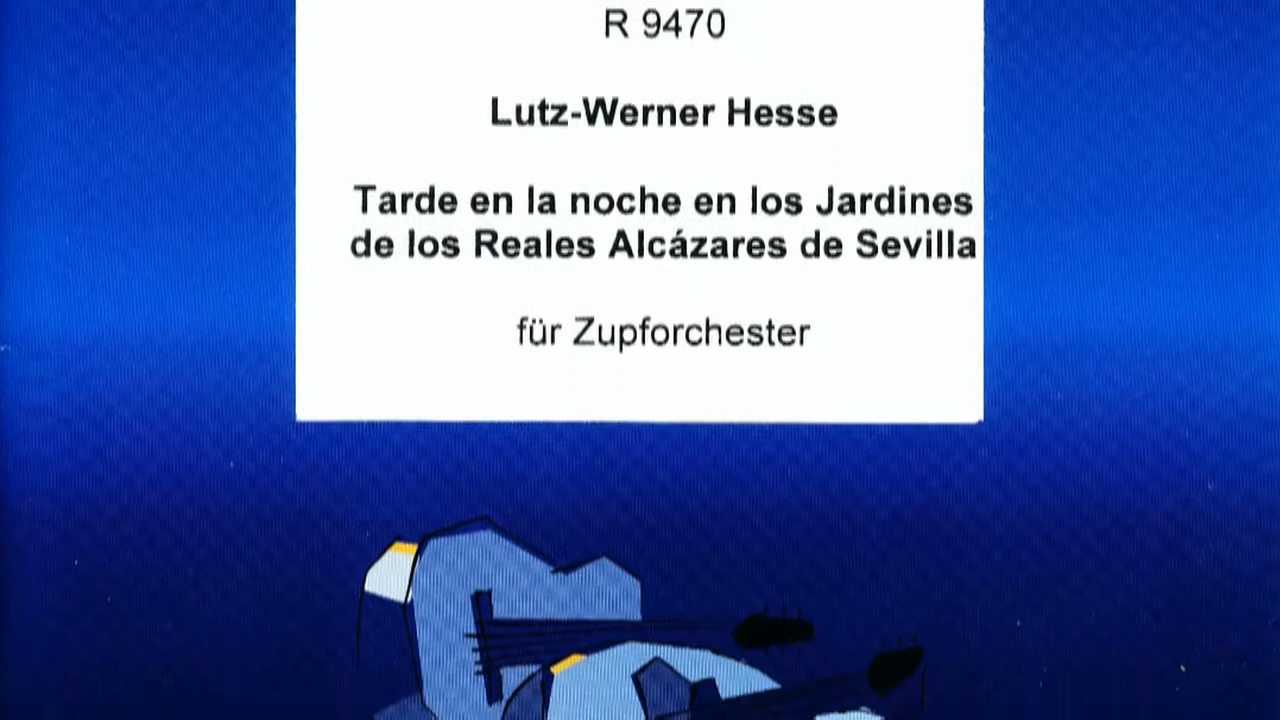 R 9470
Lutz-Werner Hesse
Tarde en la noche en los Jardines
de los Reales Alcázares de Sevilla
für Zupforchester